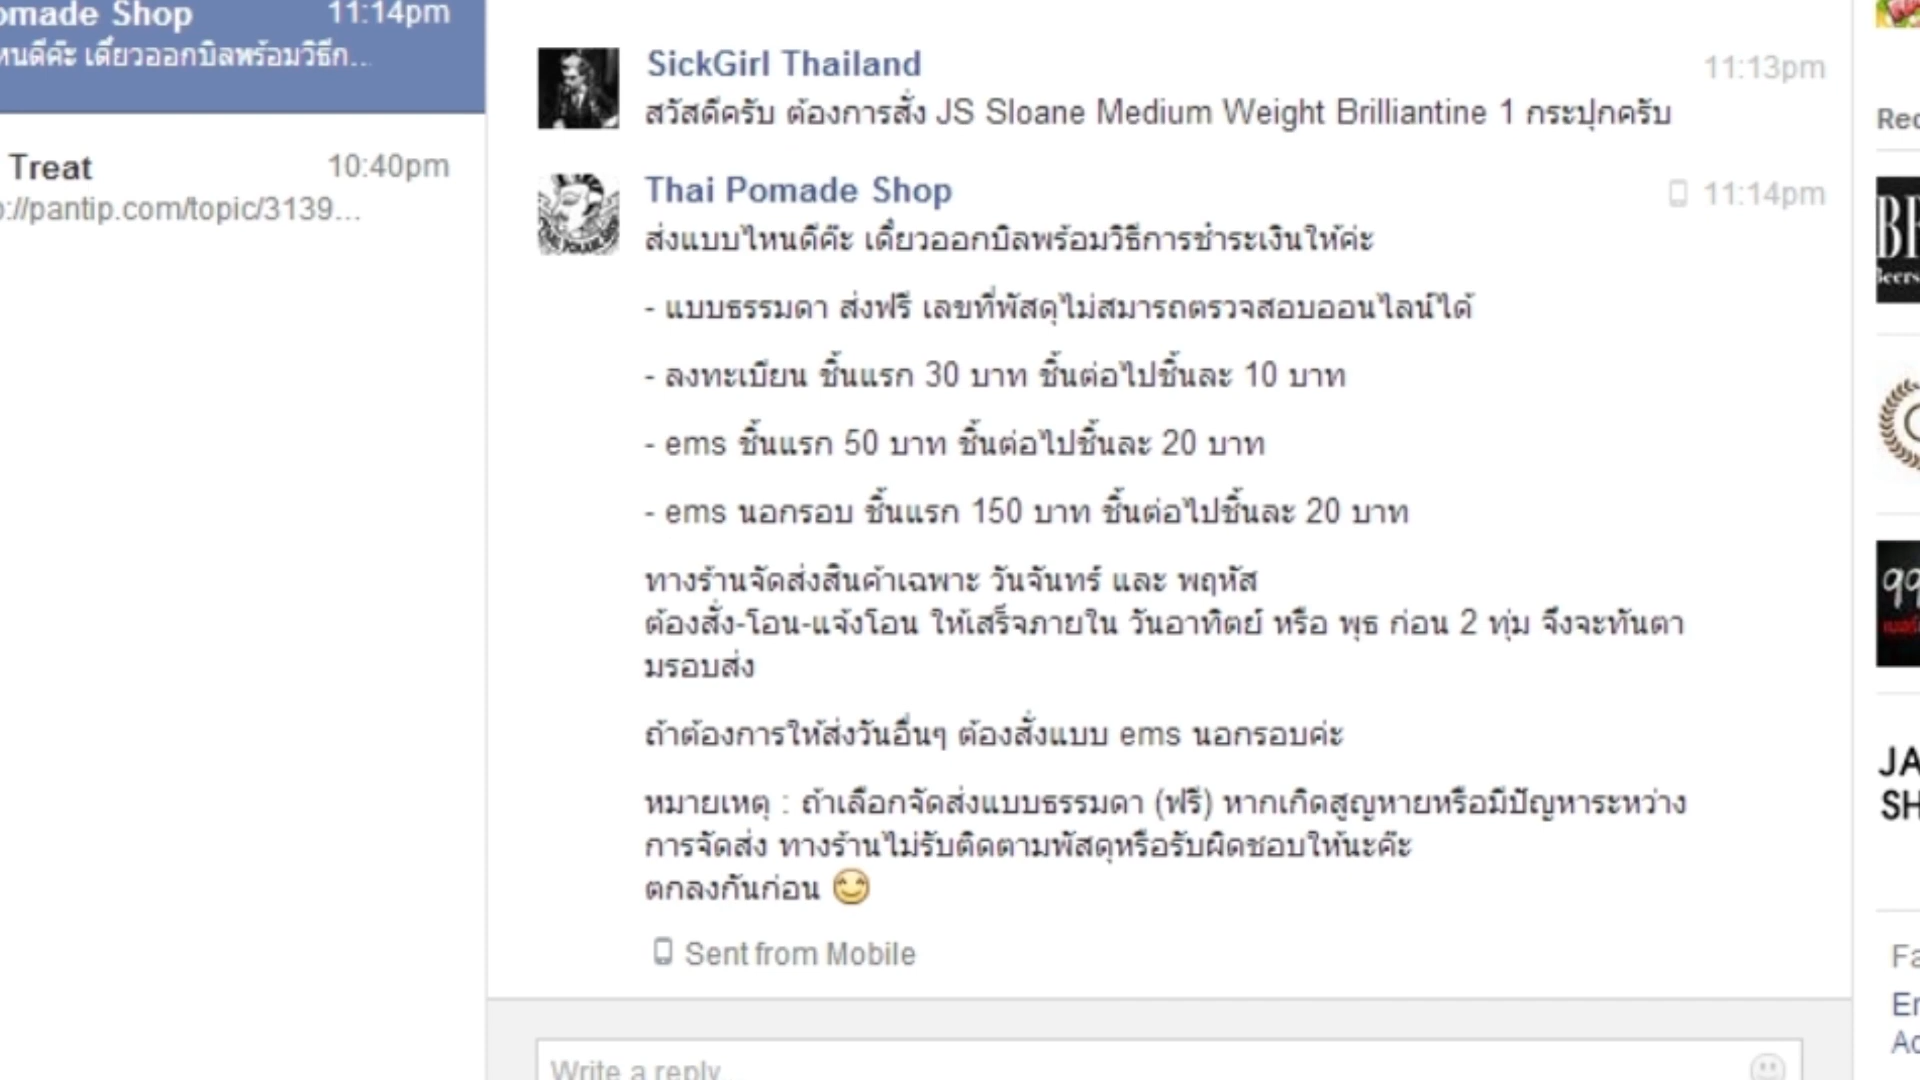 omade Shop 11:14pm
หนดีค๊ะ เดี๋ยวออกบิลพร้อมวิธีก...
Treat 10:40pm
://pantip.com/topic/3139...
SickGirl Thailand 11:13pm
สวัสดีครับ ต้องการสั่ง JS Sloane Medium Weight Brilliantine 1 กระปุกครับ
Thai Pomade Shop 11:14pm
ส่งแบบไหนดีค๊ะ เดี๋ยวออกบิลพร้อมวิธีการชำระเงินให้ค่ะ
- แบบธรรมดา ส่งฟรี เลขที่พัสดุไม่สมารถตรวจสอบออนไลน์ได้
- ลงทะเบียน ชิ้นแรก 30 บาท ชิ้นต่อไปชิ้นละ 10 บาท
- ems ชิ้นแรก 50 บาท ชิ้นต่อไปชิ้นละ 20 บาท
- ems นอกรอบ ชิ้นแรก 150 บาท ชิ้นต่อไปชิ้นละ 20 บาท
ทางร้านจัดส่งสินค้าเฉพาะ วันจันทร์ และ พฤหัส
ต้องสั่ง-โอน-แจ้งโอน ให้เสร็จภายใน วันอาทิตย์ หรือ พุธ ก่อน 2 ทุ่ม จึงจะทันตา
มรอบส่ง
ถ้าต้องการให้ส่งวันอื่นๆ ต้องสั่งแบบ ems นอกรอบค่ะ
หมายเหตุ : ถ้าเลือกจัดส่งแบบธรรมดา (ฟรี) หากเกิดสูญหายหรือมีปัญหาระหว่าง
การจัดส่ง ทางร้านไม่รับติดตามพัสดุหรือรับผิดชอบให้นะค๊ะ
ตกลงกันก่อน 😊
Sent from Mobile
Write a reply...
Rec
JA
SH
Fa
En